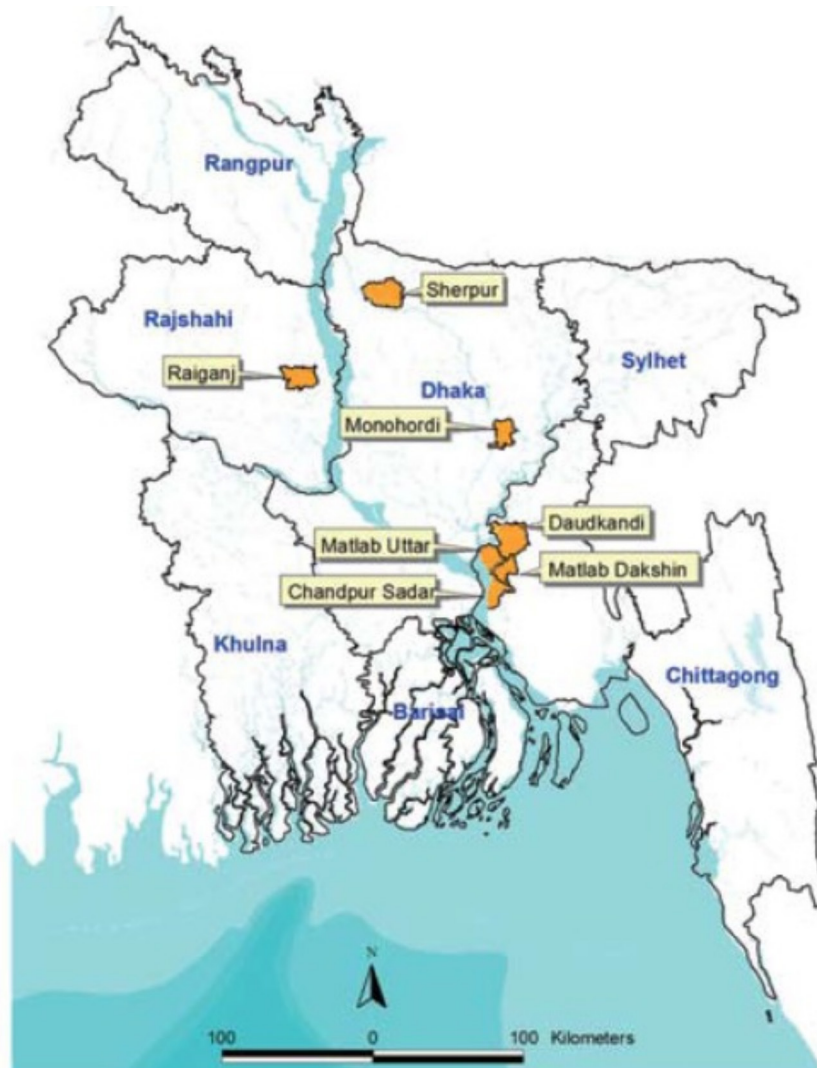 Rangpur
Sherpur
Rajshahi
Sylhet
Raiganj
Dhaka
Monohordi
Daudkandi
Matlab Uttar
Matlab Dakshin
Chandpur Sadar
Khulna
Chittagong
Barisal
N
100 0 100 Kilometers